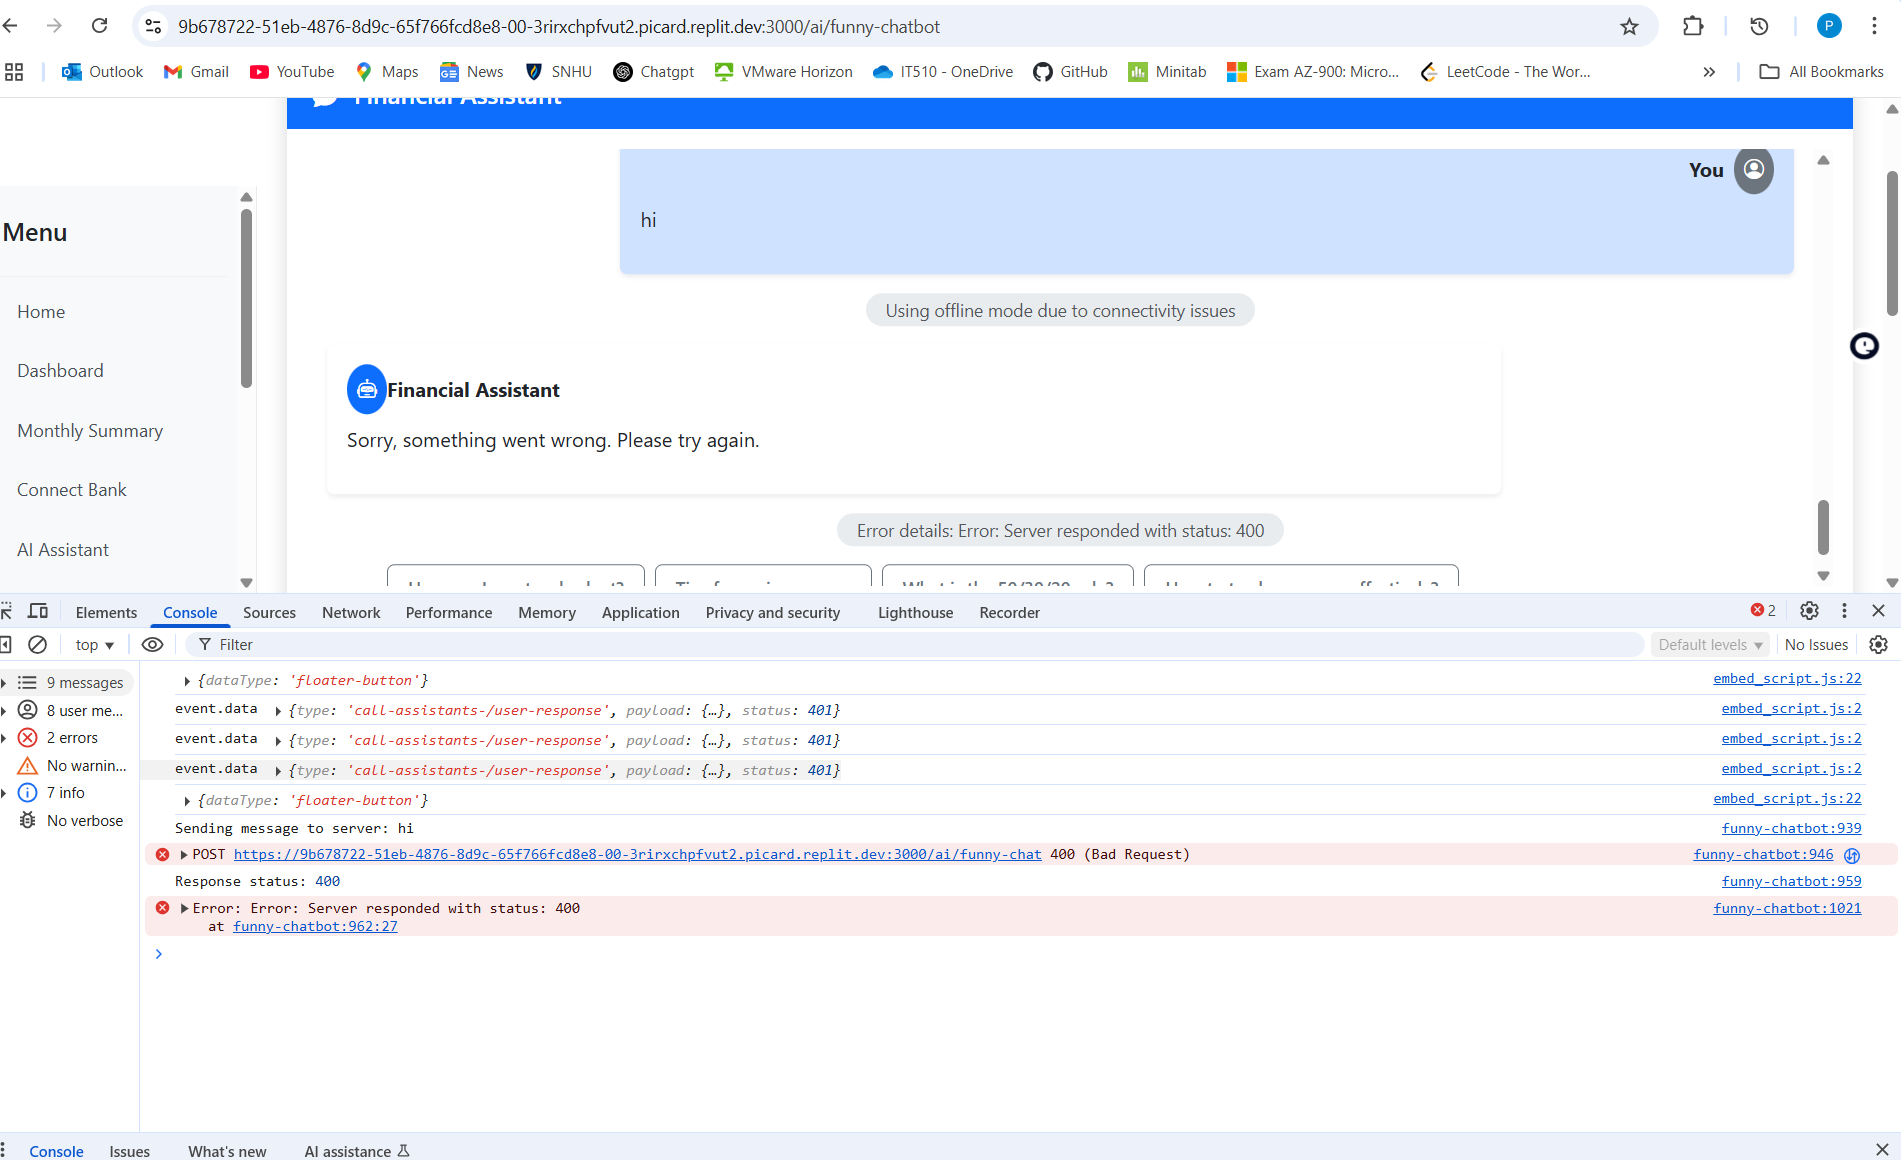 9b678722-51eb-4876-8d9c-65f766fcd8e8-00-3rirxchpfvut2.picard.replit.dev:3000/ai/funny-chatbot
P
Outlook Gmail YouTube Maps News SNHU Chatgpt VMware Horizon IT510 - OneDrive GitHub Minitab Exam AZ-900: Micro... LeetCode - The Wor... » All Bookmarks
Financial Assistant
Menu
Home
Dashboard
Monthly Summary
Connect Bank
AI Assistant
You
hi
Using offline mode due to connectivity issues
Financial Assistant
Sorry, something went wrong. Please try again.
Error details: Error: Server responded with status: 400
Elements Console Sources Network Performance Memory Application Privacy and security Lighthouse Recorder 2
top Filter Default levels No Issues
9 messages
8 user me...
2 errors
No warnin...
7 info
No verbose
{dataType: 'floater-button'} embed_script.js:22
event.data {type: 'call-assistants-/user-response', payload: {…}, status: 401} embed_script.js:2
event.data {type: 'call-assistants-/user-response', payload: {…}, status: 401} embed_script.js:2
event.data {type: 'call-assistants-/user-response', payload: {…}, status: 401} embed_script.js:2
{dataType: 'floater-button'} embed_script.js:22
Sending message to server: hi funny-chatbot:939
POST https://9b678722-51eb-4876-8d9c-65f766fcd8e8-00-3rirxchpfvut2.picard.replit.dev:3000/ai/funny-chat 400 (Bad Request) funny-chatbot:946
Response status: 400 funny-chatbot:959
Error: Error: Server responded with status: 400 funny-chatbot:1021
at funny-chatbot:962:27
Console Issues What's new AI assistance